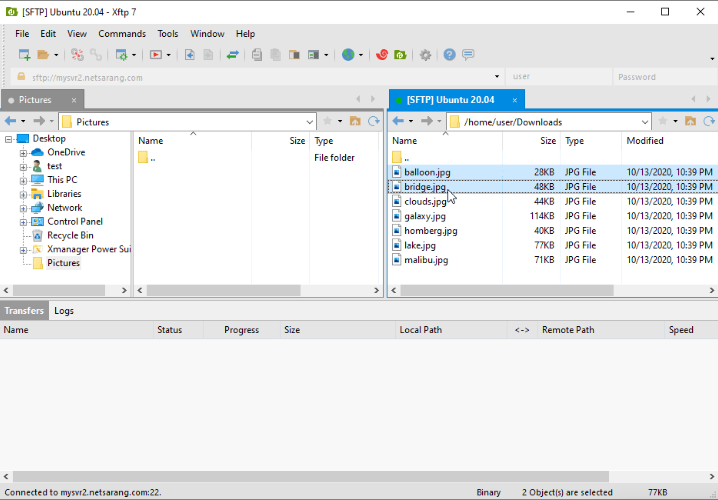 [SFTP] Ubuntu 20.04 - Xftp 7
File Edit View Commands Tools Window Help
sftp://mysvr2.netsarang.com user Password
Pictures × [SFTP] Ubuntu 20.04 ×
Pictures /home/user/Downloads
Desktop
OneDrive
test
This PC
Libraries
Network
Control Panel
Recycle Bin
Xmanager Power Sui
Pictures
Name Size Type
.. File folder
Name Size Type Modified
..
balloon.jpg 28KB JPG File 10/13/2020, 10:39 PM
bridge.jpg 48KB JPG File 10/13/2020, 10:39 PM
clouds.jpg 44KB JPG File 10/13/2020, 10:39 PM
galaxy.jpg 114KB JPG File 10/13/2020, 10:39 PM
homberg.jpg 40KB JPG File 10/13/2020, 10:39 PM
lake.jpg 77KB JPG File 10/13/2020, 10:39 PM
malibu.jpg 71KB JPG File 10/13/2020, 10:39 PM
Transfers Logs
Name Status Progress Size Local Path <-> Remote Path Speed
Connected to mysvr2.netsarang.com:22. Binary 2 Object(s) are selected 77KB